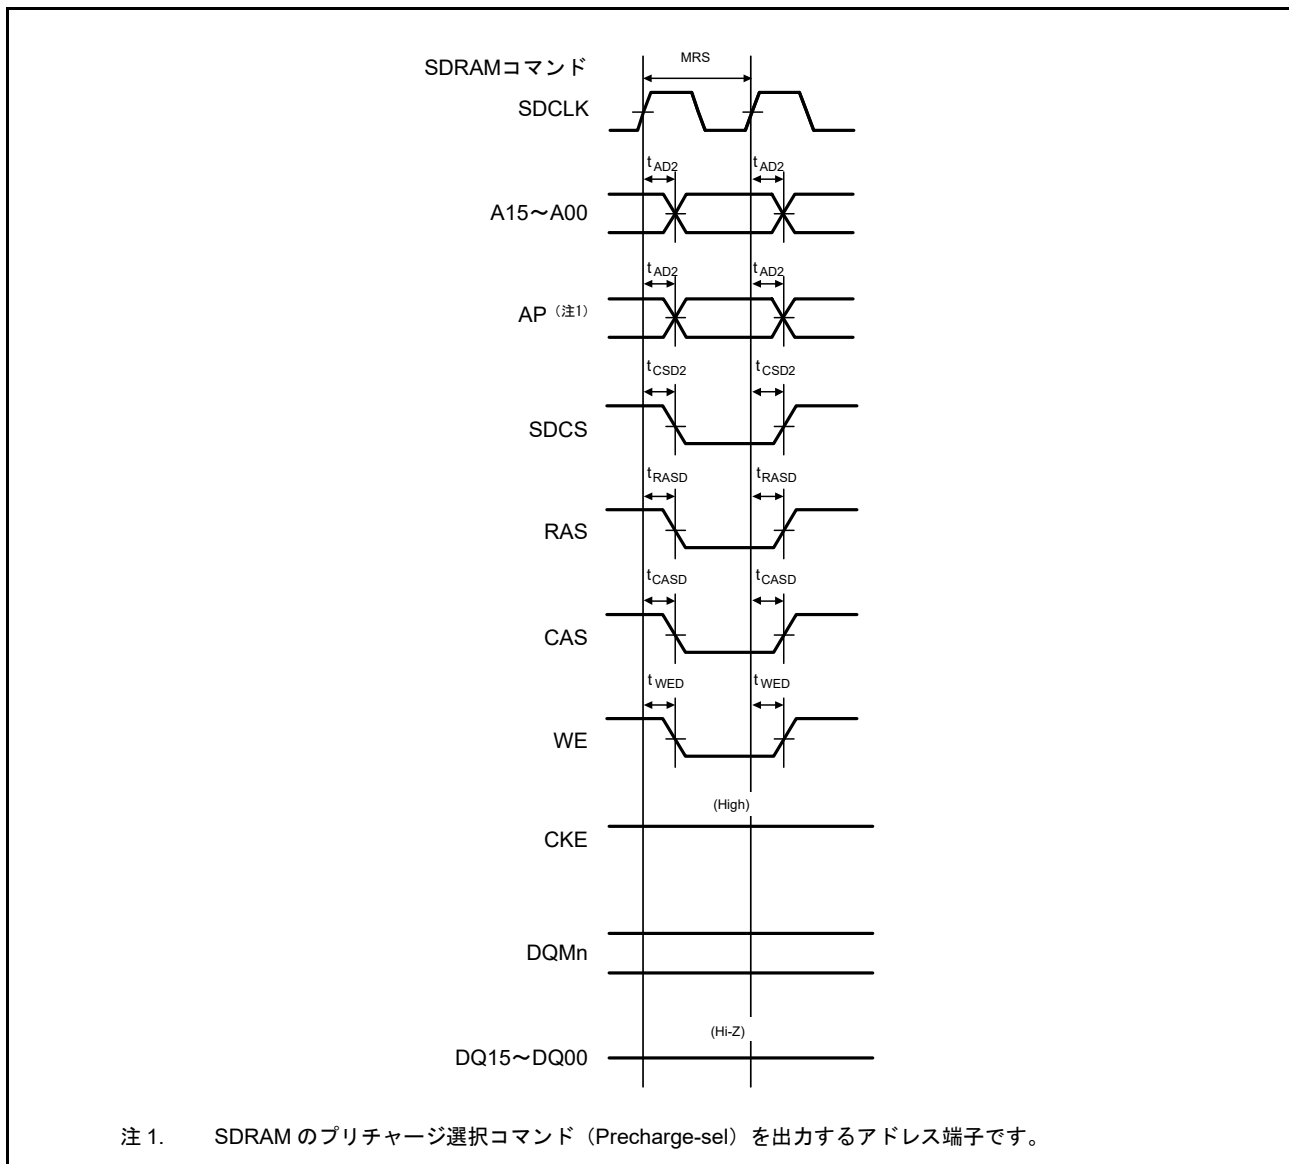 MRS
SDRAMコマンド
SDCLK
tAD2 tAD2
A15～A00
tAD2 tAD2
AP（注1）
tCSD2 tCSD2
SDCS
tRASD tRASD
RAS
tCASD tCASD
CAS
tWED tWED
WE
(High)
CKE
DQMn
(Hi-Z)
DQ15～DQ00
注 1. SDRAM のプリチャージ選択コマンド（Precharge-sel）を出力するアドレス端子です。